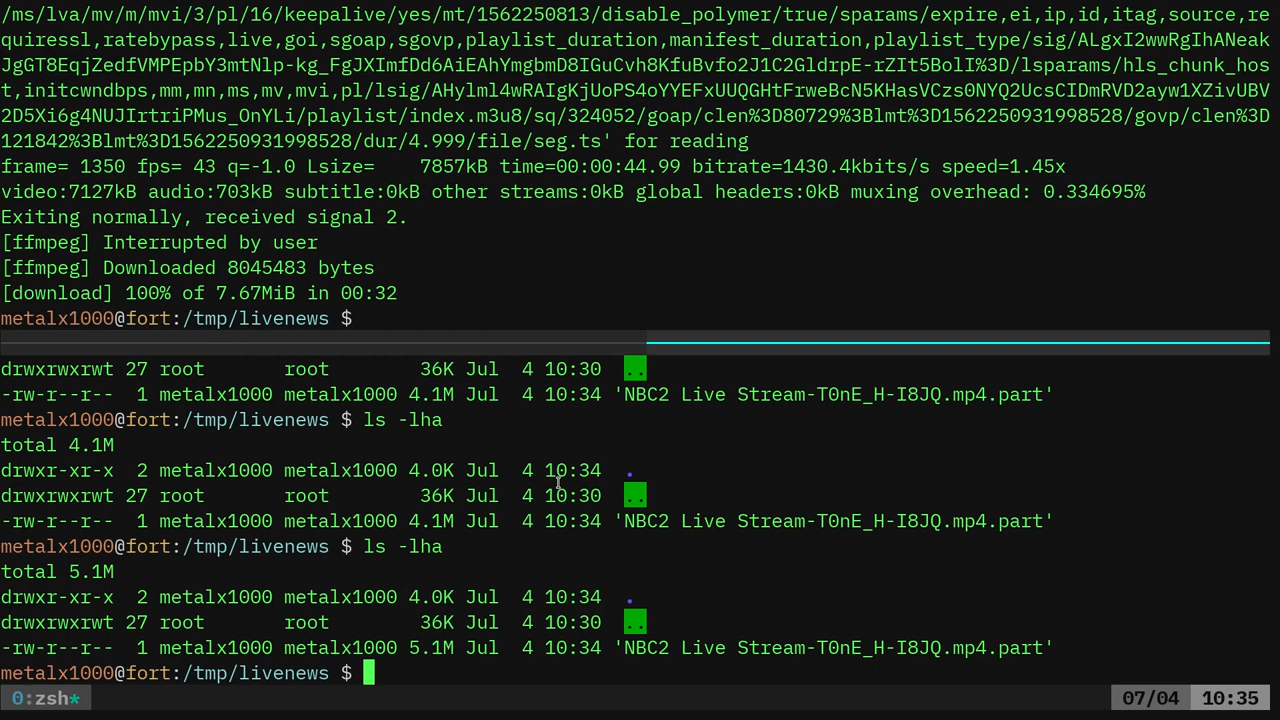 /ms/lva/mv/m/mvi/3/pl/16/keepalive/yes/mt/1562250813/disable_polymer/true/sparams/expire,ei,ip,id,itag,source,re
quiressl,ratebypass,live,goi,sgoap,sgovp,playlist_duration,manifest_duration,playlist_type/sig/ALgxI2wwRgIhANeak
JgGT8EqjZedfVMPEpbY3mtNlp-kg_FgJXImfDd6AiEAhYmgbmD8IGuCvh8KfuBvfo2J1C2GldrpE-rZIt5BolI%3D/lsparams/hls_chunk_hos
t,initcwndbps,mm,mn,ms,mv,mvi,pl/lsig/AHylml4wRAIgKjUoPS4oYYEFxUUQGHtFrweBcN5KHasVCzs0NYQ2UcsCIDmRVD2ayw1XZivUBV
2D5Xi6g4NUJIrtriPMus_OnYLi/playlist/index.m3u8/sq/324052/goap/clen%3D80729%3Blmt%3D1562250931998528/govp/clen%3D
121842%3Blmt%3D1562250931998528/dur/4.999/file/seg.ts' for reading
frame= 1350 fps= 43 q=-1.0 Lsize=    7857kB time=00:00:44.99 bitrate=1430.4kbits/s speed=1.45x
video:7127kB audio:703kB subtitle:0kB other streams:0kB global headers:0kB muxing overhead: 0.334695%
Exiting normally, received signal 2.
[ffmpeg] Interrupted by user
[ffmpeg] Downloaded 8045483 bytes
[download] 100% of 7.67MiB in 00:32
metalx1000@fort:/tmp/livenews $
drwxrwxrwt 27 root       root        36K Jul  4 10:30  ..
-rw-r--r--  1 metalx1000 metalx1000 4.1M Jul  4 10:34 'NBC2 Live Stream-T0nE_H-I8JQ.mp4.part'
metalx1000@fort:/tmp/livenews $ ls -lha
total 4.1M
drwxr-xr-x  2 metalx1000 metalx1000 4.0K Jul  4 10:34  .
drwxrwxrwt 27 root       root        36K Jul  4 10:30  ..
-rw-r--r--  1 metalx1000 metalx1000 4.1M Jul  4 10:34 'NBC2 Live Stream-T0nE_H-I8JQ.mp4.part'
metalx1000@fort:/tmp/livenews $ ls -lha
total 5.1M
drwxr-xr-x  2 metalx1000 metalx1000 4.0K Jul  4 10:34  .
drwxrwxrwt 27 root       root        36K Jul  4 10:30  ..
-rw-r--r--  1 metalx1000 metalx1000 5.1M Jul  4 10:34 'NBC2 Live Stream-T0nE_H-I8JQ.mp4.part'
metalx1000@fort:/tmp/livenews $
0:zsh* 07/04 10:35